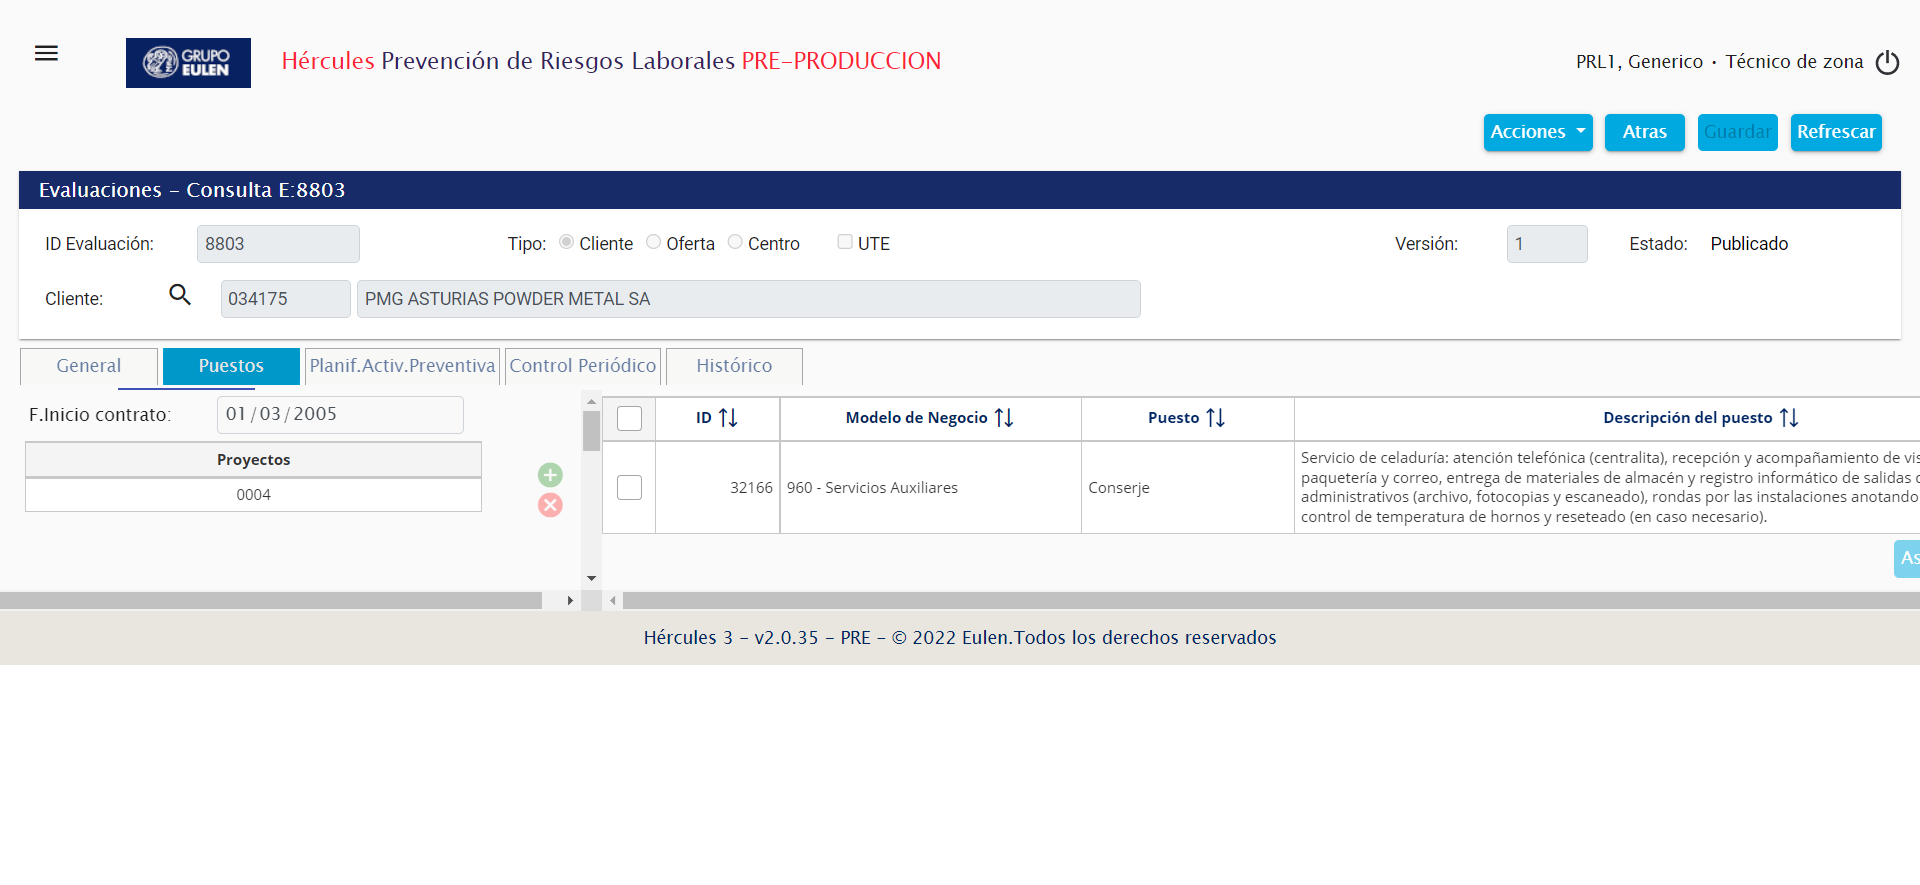 GRUPO
EULEN
Hércules Prevención de Riesgos Laborales PRE-PRODUCCION
PRL1, Generico · Técnico de zona
Acciones Atras Guardar Refrescar
Evaluaciones - Consulta E:8803
ID Evaluación: 8803 Tipo: Cliente Oferta Centro UTE Versión: 1 Estado: Publicado
Cliente: 034175 PMG ASTURIAS POWDER METAL SA
General Puestos Planif.Activ.Preventiva Control Periódico Histórico
F.Inicio contrato: 01/03/2005
Proyectos
0004
ID Modelo de Negocio Puesto Descripción del puesto
32166 960 - Servicios Auxiliares Conserje
Servicio de celaduría: atención telefónica (centralita), recepción y acompañamiento de vis
paquetería y correo, entrega de materiales de almacén y registro informático de salidas
administrativos (archivo, fotocopias y escaneado), rondas por las instalaciones anotando
control de temperatura de hornos y reseteado (en caso necesario).
As
Hércules 3 - v2.0.35 - PRE - © 2022 Eulen.Todos los derechos reservados